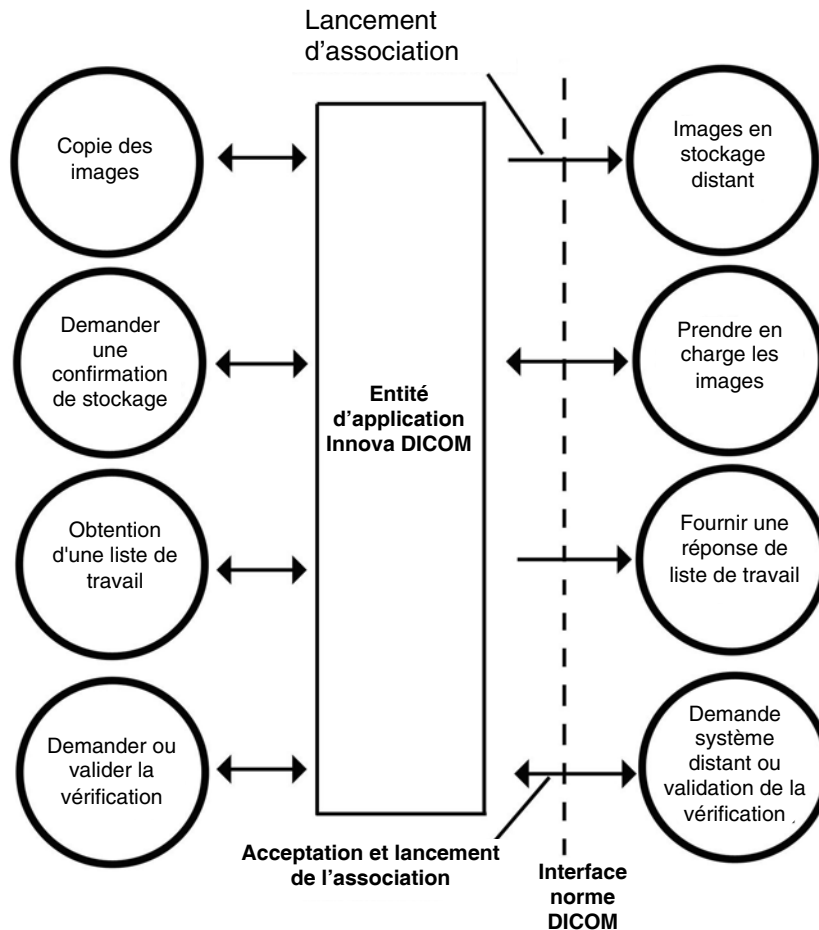 Lancement
d’association
Copie des
images
Images en
stockage
distant
Demander
une
confirmation
de stockage
Entité
d’application
Innova DICOM
Prendre en
charge les
images
Obtention
d'une liste de
travail
Fournir une
réponse de
liste de travail
Demander ou
valider la
vérification
Demande
système
distant ou
validation de la
vérification
Acceptation et lancement
de l’association
Interface
norme
DICOM